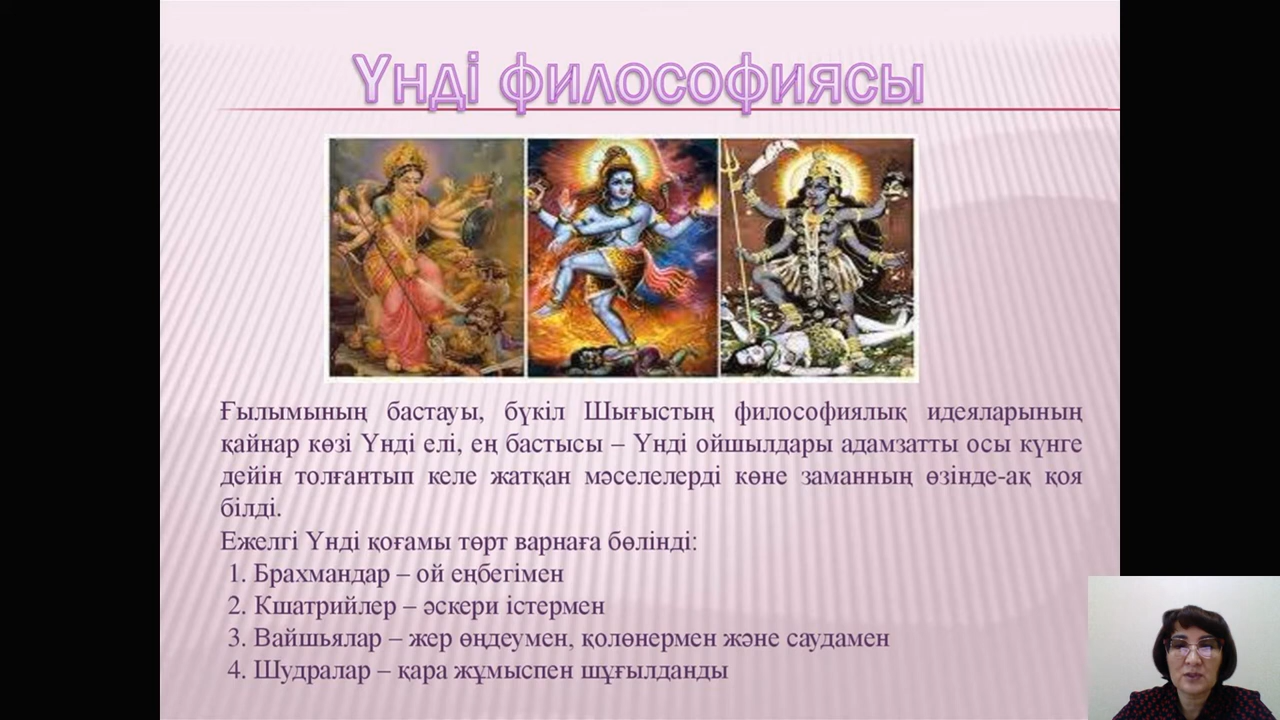 Үнді философиясы
Ғылымының бастауы, бүкіл Шығыстың философиялық идеяларының
қайнар көзі Үнді елі, ең бастысы – Үнді ойшылдары адамзатты осы күнге
дейін толғантып келе жатқан мәселелерді көне заманның өзінде-ақ қоя
білді.
Ежелгі Үнді қоғамы төрт варнаға бөлінді:
1. Брахмандар – ой еңбегімен
2. Кшатрийлер – әскери істермен
3. Вайшьялар – жер өңдеумен, қолөнермен және саудамен
4. Шудралар – қара жұмыспен шұғылданды